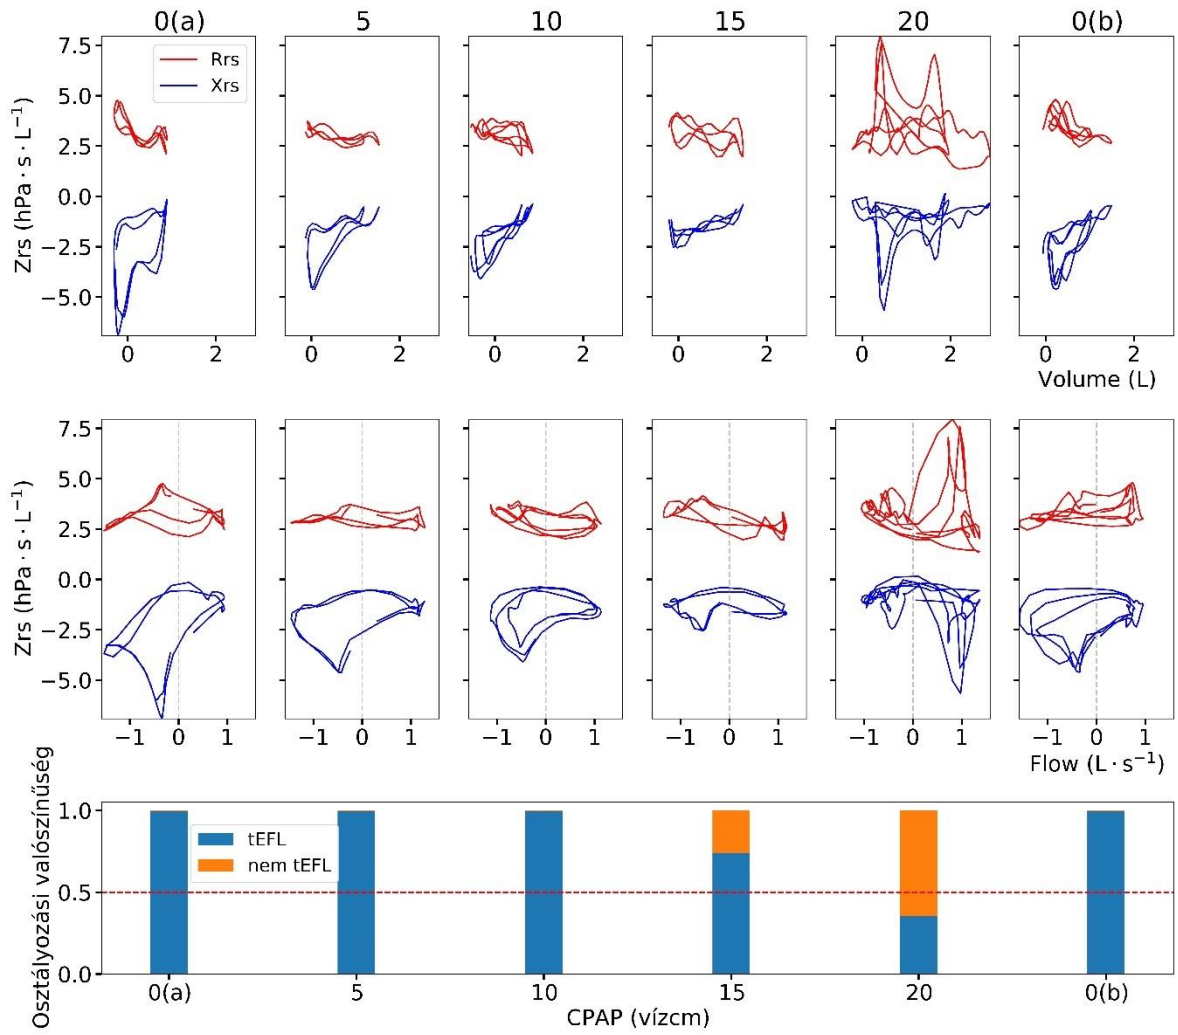 0(a) 5 10 15 20 0(b)
Rrs
Xrs
Zrs (hPa · s · L⁻¹)
7.5
5.0
2.5
0.0
−2.5
−5.0
0 2 0 2 0 2 0 2 0 2 0 2
Volume (L)
Zrs (hPa · s · L⁻¹)
7.5
5.0
2.5
0.0
−2.5
−5.0
−1 0 1 −1 0 1 −1 0 1 −1 0 1 −1 0 1 −1 0 1
Flow (L · s⁻¹)
Osztályozási valószínűség
1.0
0.5
0.0
tEFL
nem tEFL
0(a) 5 10 15 20 0(b)
CPAP (vízcm)